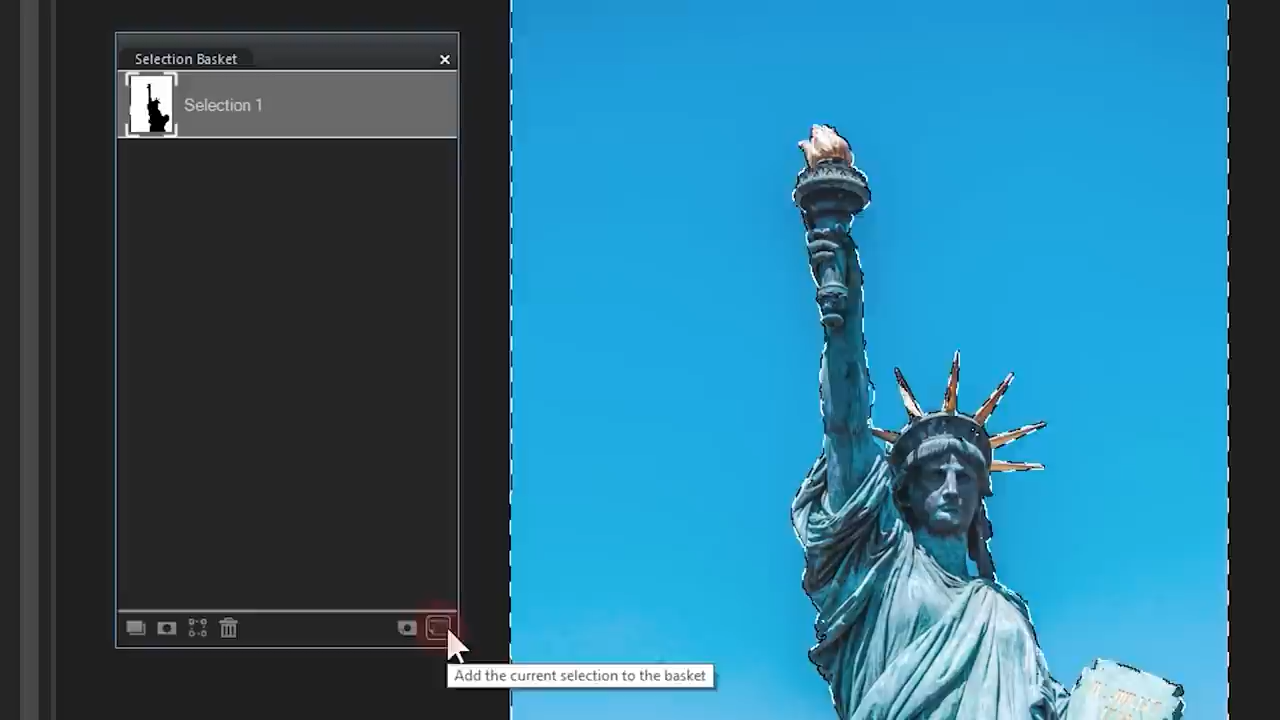 Selection Basket
Selection 1
Add the current selection to the basket